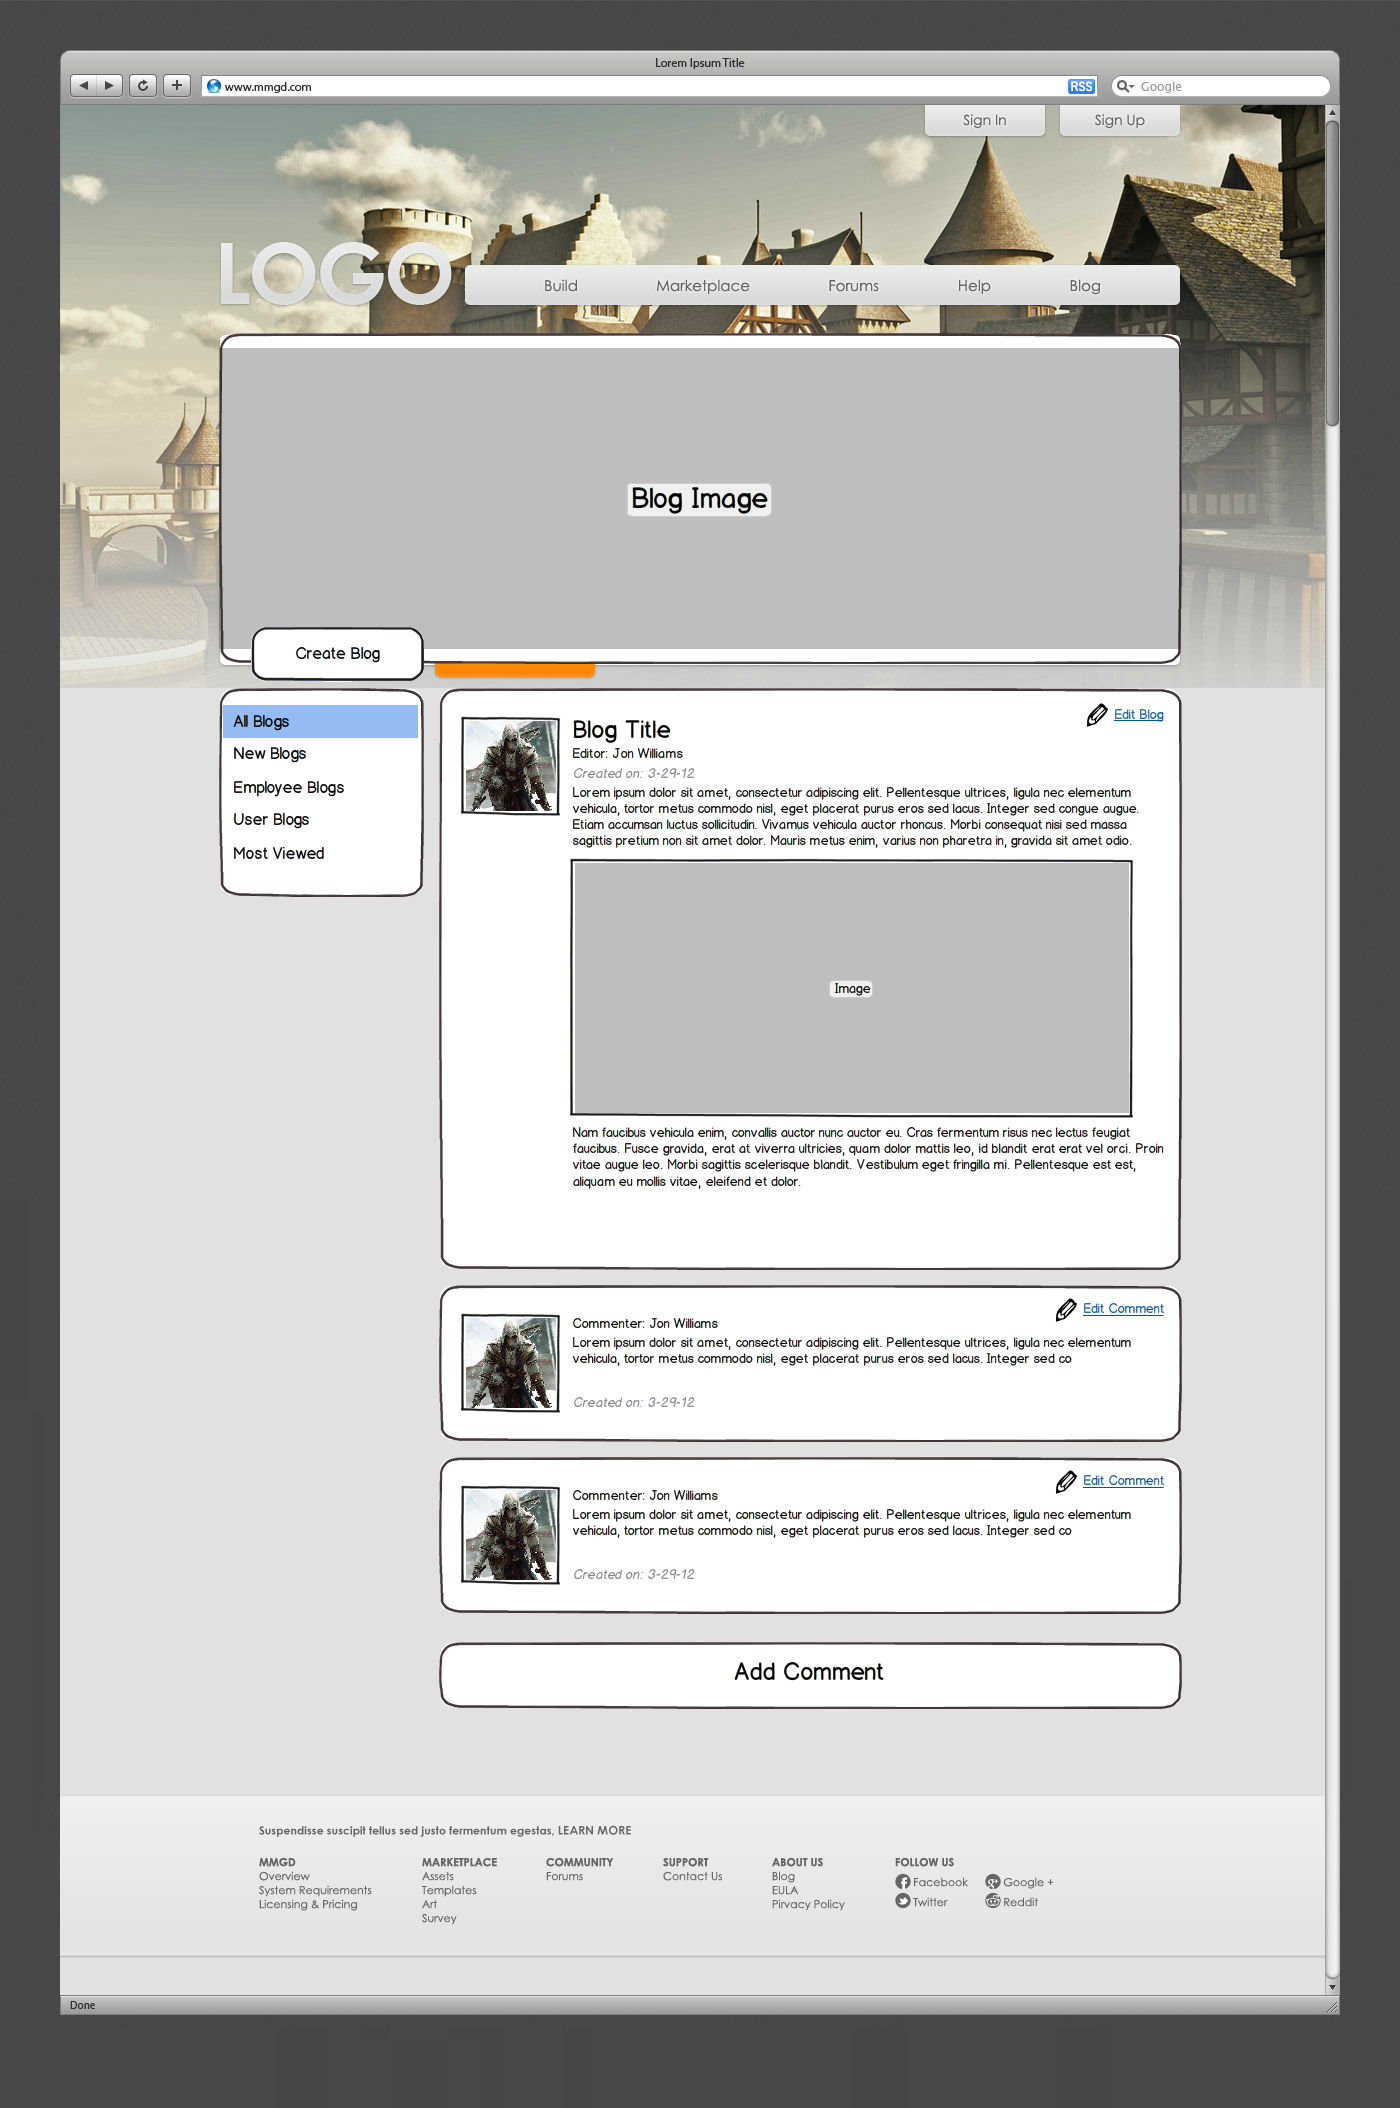 Lorem Ipsum Title
www.mmgd.com
RSS
Google
Sign In
Sign Up
LOGO
Build
Marketplace
Forums
Help
Blog
Blog Image
Create Blog
All Blogs
New Blogs
Employee Blogs
User Blogs
Most Viewed
Edit Blog
Blog Title
Editor: Jon Williams
Created on: 3-29-12
Lorem ipsum dolor sit amet, consectetur adipiscing elit. Pellentesque ultrices, ligula nec elementum
vehicula, tortor metus commodo nisl, eget placerat purus eros sed lacus. Integer sed congue augue.
Etiam accumsan luctus sollicitudin. Vivamus vehicula auctor rhoncus. Morbi consequat nisi sed massa
sagittis pretium non sit amet dolor. Mauris metus enim, varius non pharetra in, gravida sit amet odio.
Image
Nam faucibus vehicula enim, convallis auctor nunc auctor eu. Cras fermentum risus nec lectus feugiat
faucibus. Fusce gravida, erat at viverra ultricies, quam dolor mattis leo, id blandit erat erat vel orci. Proin
vitae augue leo. Morbi sagittis scelerisque blandit. Vestibulum eget fringilla mi. Pellentesque est est,
aliquam eu mollis vitae, eleifend et dolor.
Edit Comment
Commenter: Jon Williams
Lorem ipsum dolor sit amet, consectetur adipiscing elit. Pellentesque ultrices, ligula nec elementum
vehicula, tortor metus commodo nisl, eget placerat purus eros sed lacus. Integer sed co
Created on: 3-29-12
Edit Comment
Commenter: Jon Williams
Lorem ipsum dolor sit amet, consectetur adipiscing elit. Pellentesque ultrices, ligula nec elementum
vehicula, tortor metus commodo nisl, eget placerat purus eros sed lacus. Integer sed co
Created on: 3-29-12
Add Comment
Suspendisse suscipit tellus sed justo fermentum egestas, LEARN MORE
MMGD
Overview
System Requirements
Licensing & Pricing
MARKETPLACE
Assets
Templates
Art
Survey
COMMUNITY
Forums
SUPPORT
Contact Us
ABOUT US
Blog
EULA
Pirvacy Policy
FOLLOW US
Facebook
Google +
Twitter
Reddit
Done